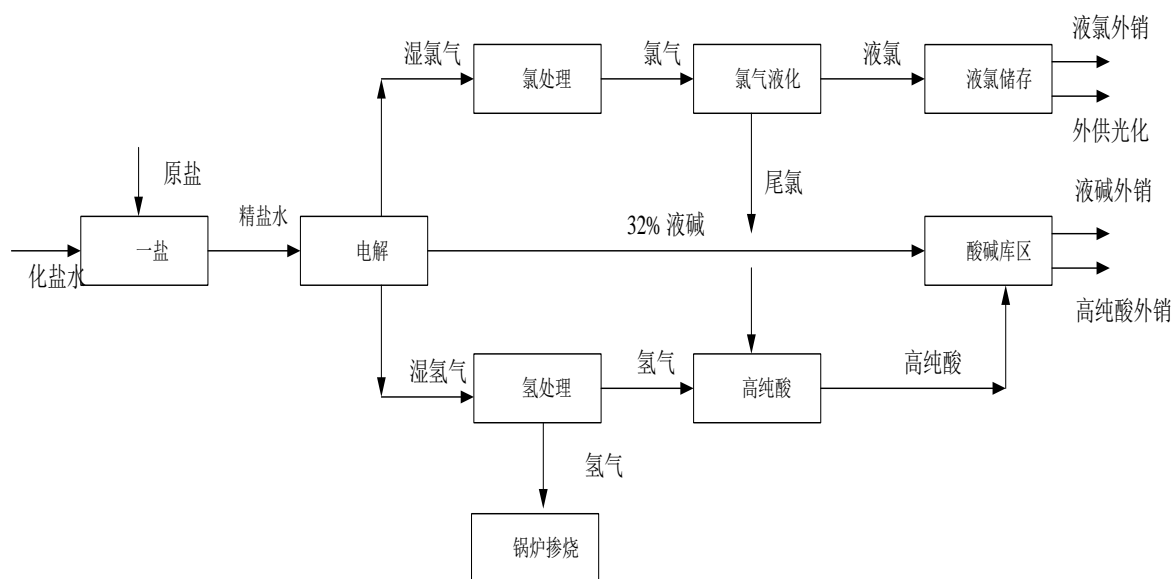 液氯外销
湿氯气
氯气
液氯
氯处理
氯气液化
液氯储存
外供光化
原盐
尾氯
液碱外销
精盐水
32% 液碱
一盐
电解
酸碱库区
化盐水
高纯酸外销
湿氢气
氢气
高纯酸
氢处理
高纯酸
氢气
锅炉掺烧